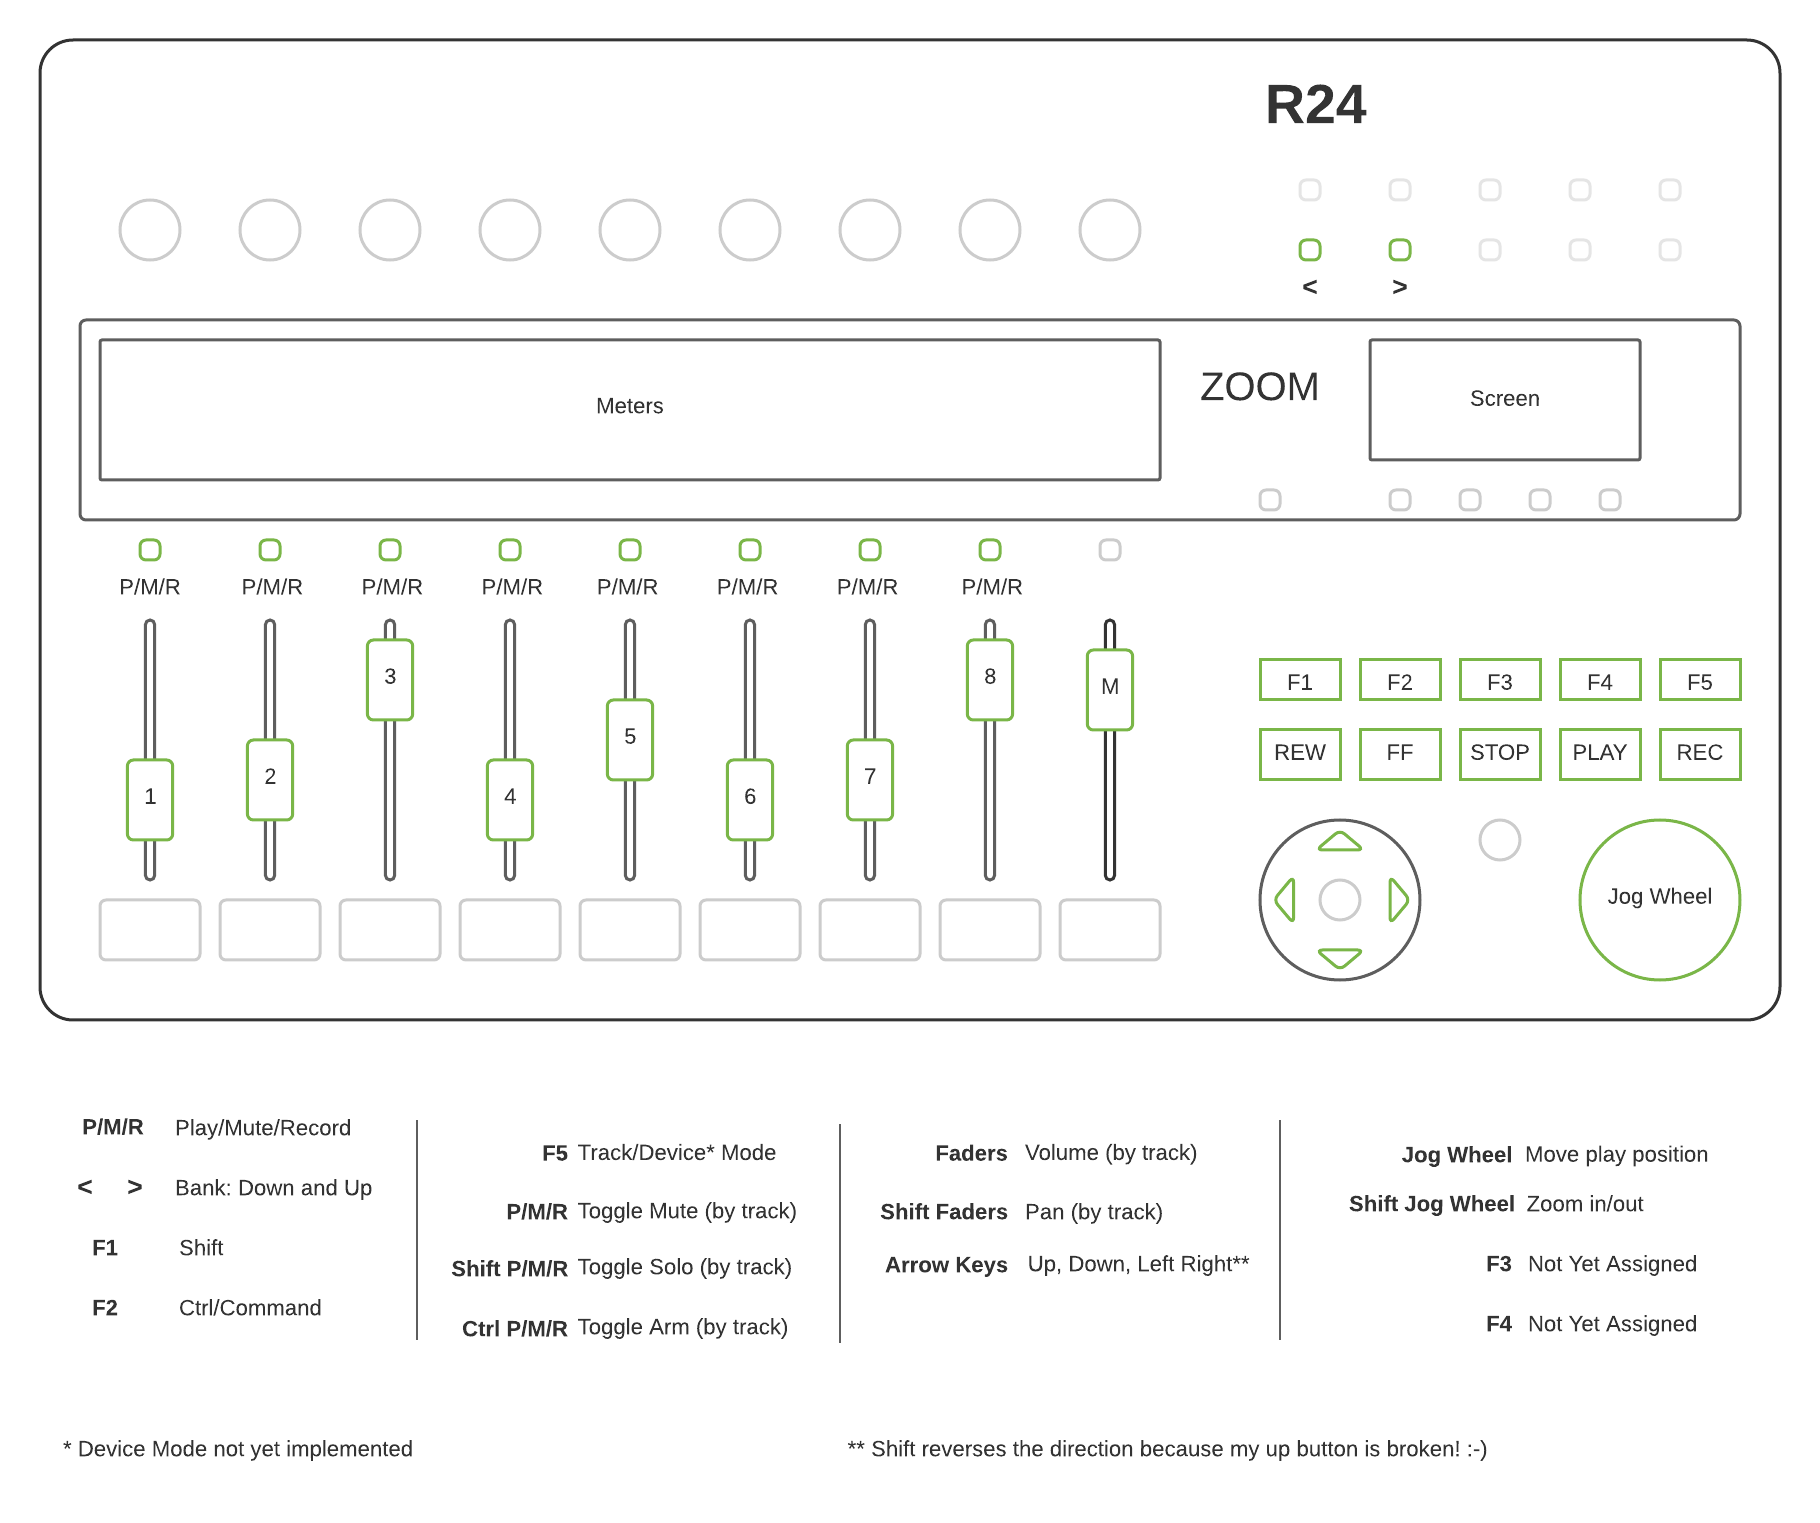 R24
< >
Meters
ZOOM
Screen
P/M/R P/M/R P/M/R P/M/R P/M/R P/M/R P/M/R P/M/R
1 2 3 4 5 6 7 8 M
F1 F2 F3 F4 F5
REW FF STOP PLAY REC
Jog Wheel
P/M/R Play/Mute/Record
< > Bank: Down and Up
F1 Shift
F2 Ctrl/Command
F5 Track/Device* Mode
P/M/R Toggle Mute (by track)
Shift P/M/R Toggle Solo (by track)
Ctrl P/M/R Toggle Arm (by track)
Faders Volume (by track)
Shift Faders Pan (by track)
Arrow Keys Up, Down, Left Right**
Jog Wheel Move play position
Shift Jog Wheel Zoom in/out
F3 Not Yet Assigned
F4 Not Yet Assigned
* Device Mode not yet implemented
** Shift reverses the direction because my up button is broken! :-)